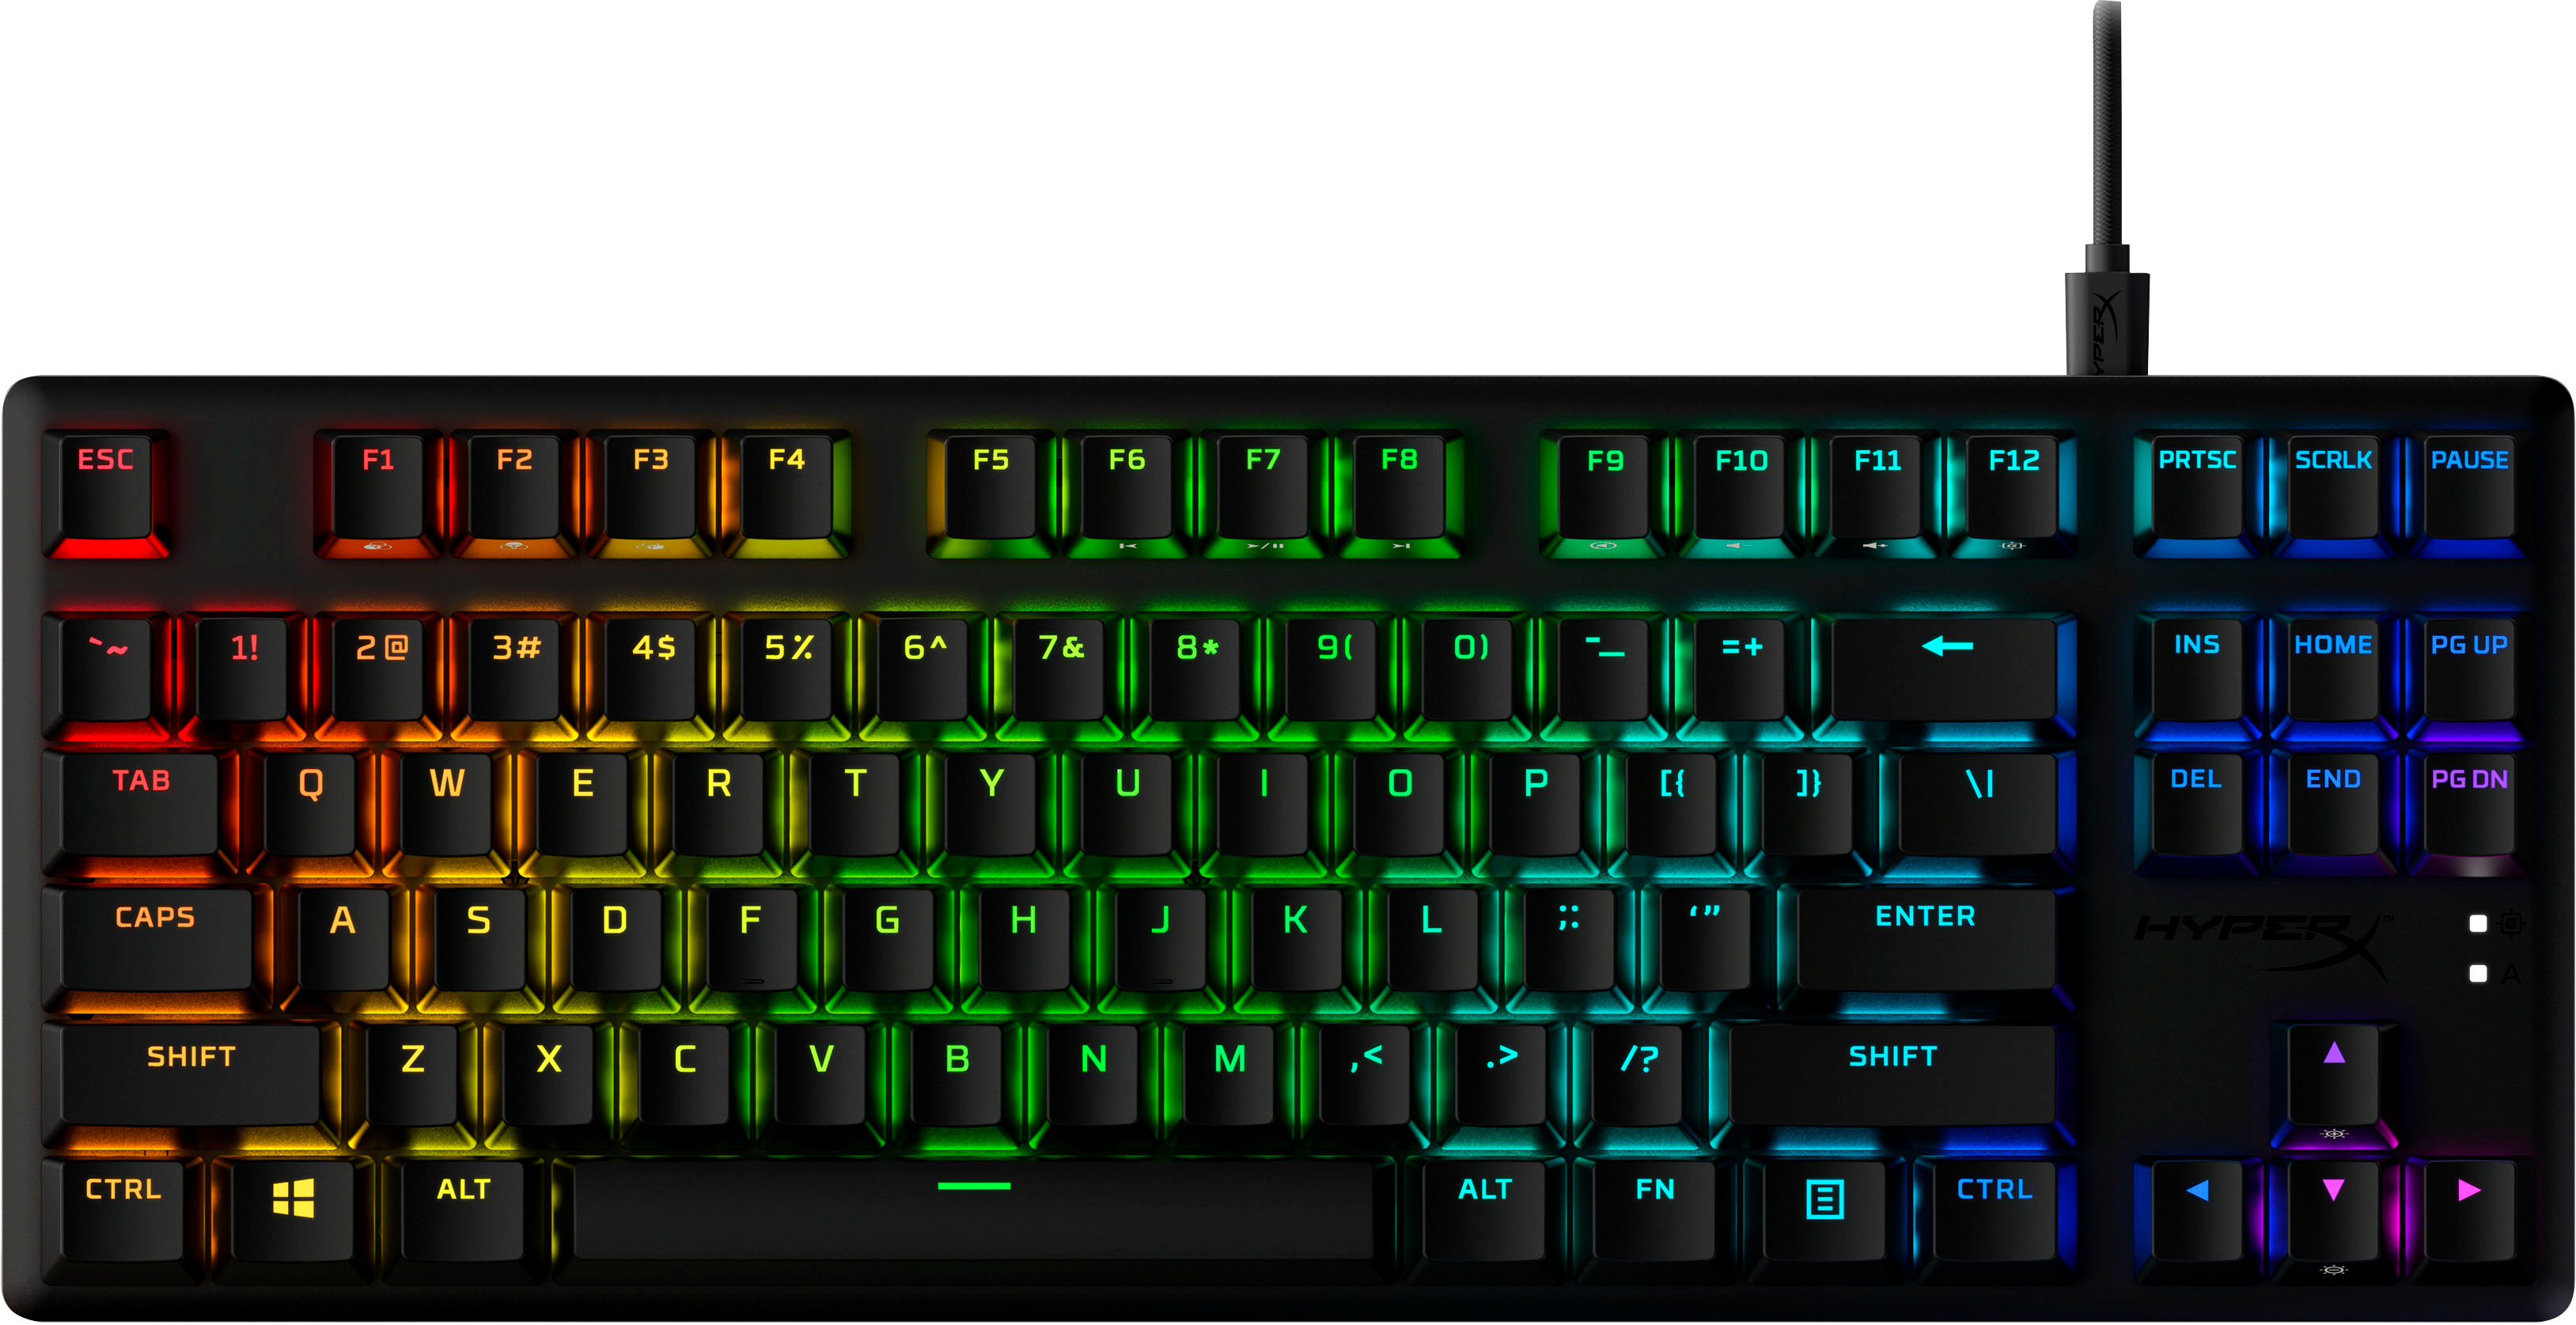 YPERX
ESC F1 F2 F3 F4 F5 F6 F7 F8 F9 F10 F11 F12 PRTSC SCRLK PAUSE
`~ 1! 2@ 3# 4$ 5% 6^ 7& 8* 9( 0) -_ =+ ← INS HOME PG UP
TAB Q W E R T Y U I O P [{ ]} \| DEL END PG DN
CAPS A S D F G H J K L ;: ‘” ENTER HYPERX™ A
SHIFT Z X C V B N M ,< .> /? SHIFT ▲
CTRL ALT ALT FN CTRL ◀ ▼ ▶